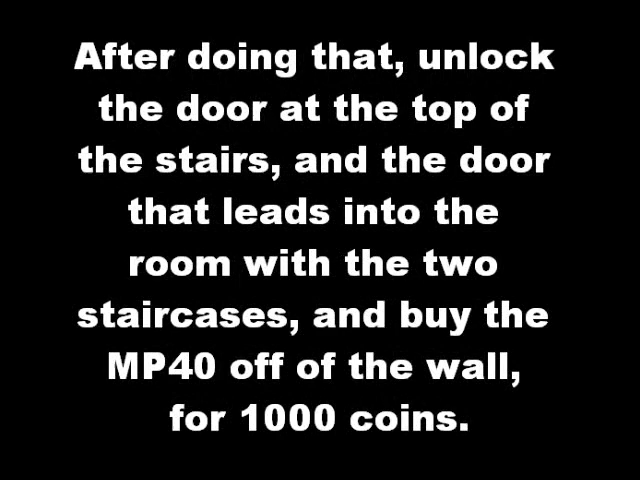 After doing that, unlock
the door at the top of
the stairs, and the door
that leads into the
room with the two
staircases, and buy the
MP40 off of the wall,
for 1000 coins.